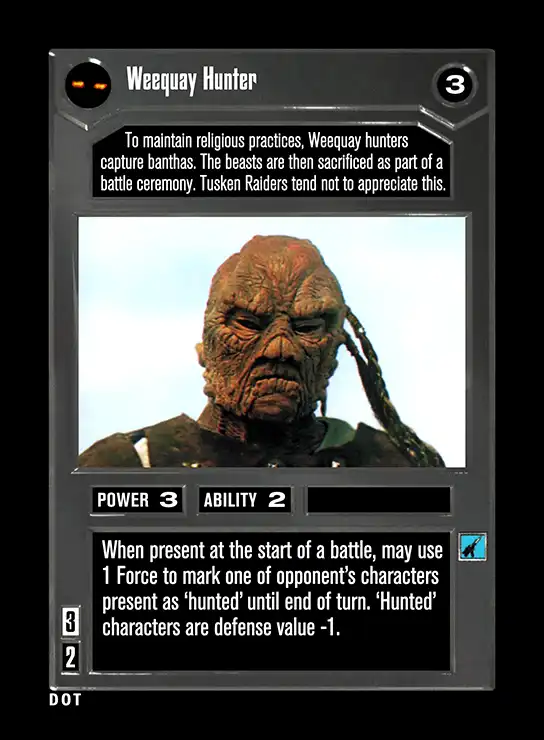 Weequay Hunter
3
To maintain religious practices, Weequay hunters
capture banthas. The beasts are then sacrificed as part of a
battle ceremony. Tusken Raiders tend not to appreciate this.
POWER 3 ABILITY 2
When present at the start of a battle, may use
1 Force to mark one of opponent's characters
present as 'hunted' until end of turn. 'Hunted'
characters are defense value -1.
3
2
DOT